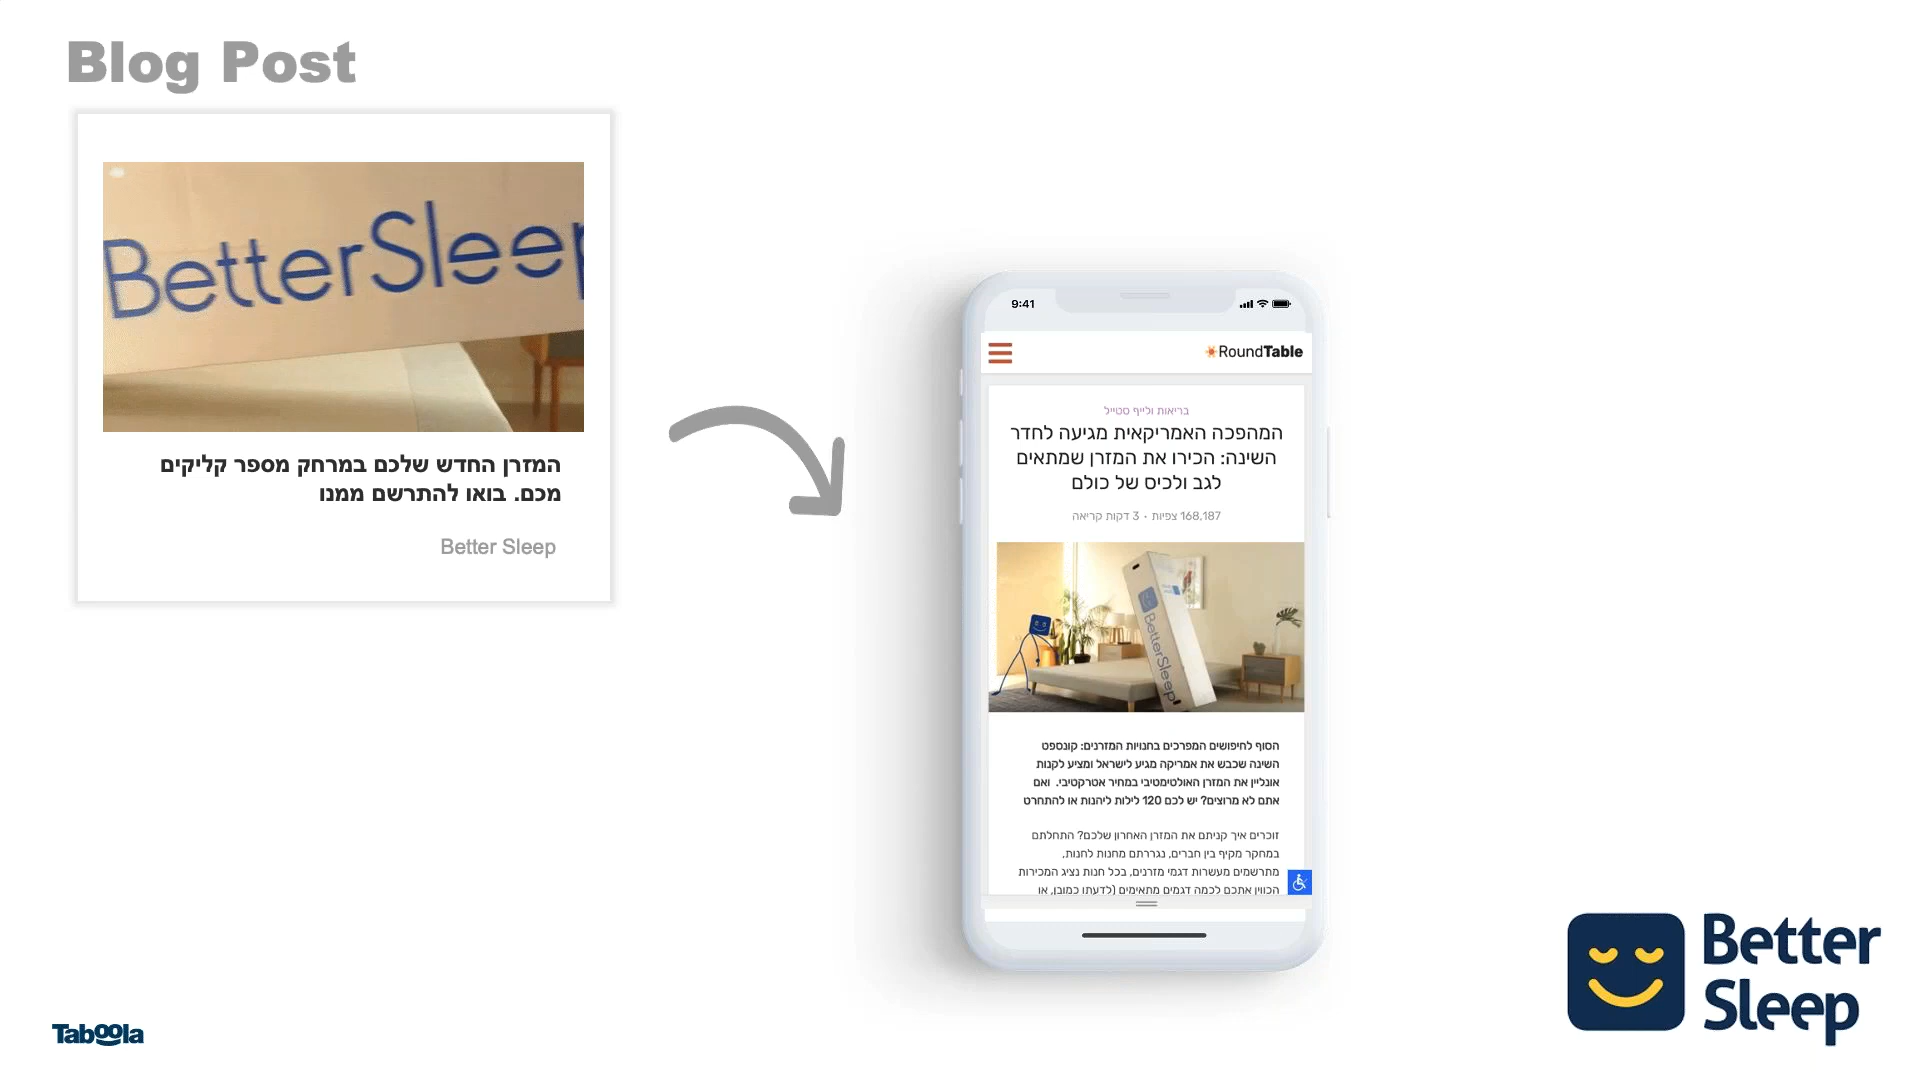 Blog Post
BetterSleep
המזרן החדש שלכם במרחק מספר קליקים
מכם. בואו להתרשם ממנו
Better Sleep
9:41
RoundTable
בריאות ולייף סטייל
המהפכה האמריקאית מגיעה לחדר
השינה: הכירו את המזרן שמתאים
לגב ולכיס של כולם
168,187 צפיות • 3 דקות קריאה
BetterSleep
הסוף לחיפושים המפרכים בחנויות המזרנים: קונספט
השינה שכבש את אמריקה מגיע לישראל ומציע לקנות
אונליין את המזרן האולטימטיבי במחיר אטרקטיבי. ואם
אתם לא מרוצים? יש לכם 120 לילות ליהנות או להתחרט
זוכרים איך קניתם את המזרן האחרון שלכם? התחלתם
במחקר מקיף בין חברים, נגררתם מחנות לחנות,
מתרשמים מעשרות דגמי מזרנים, בכל חנות נציג המכירות
הכווין אתכם לכמה דגמים מתאימים (לדעתו כמובן, או
Better
Sleep
Taboola